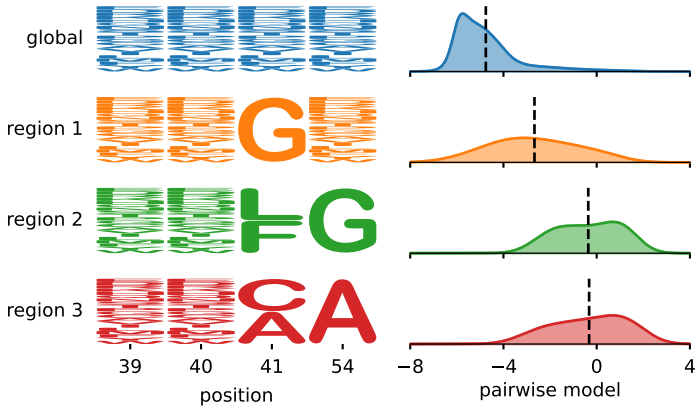 global
region 1
G
region 2
L
F
G
region 3
C
A
A
39 40 41 54
position
−8 −4 0 4
pairwise model